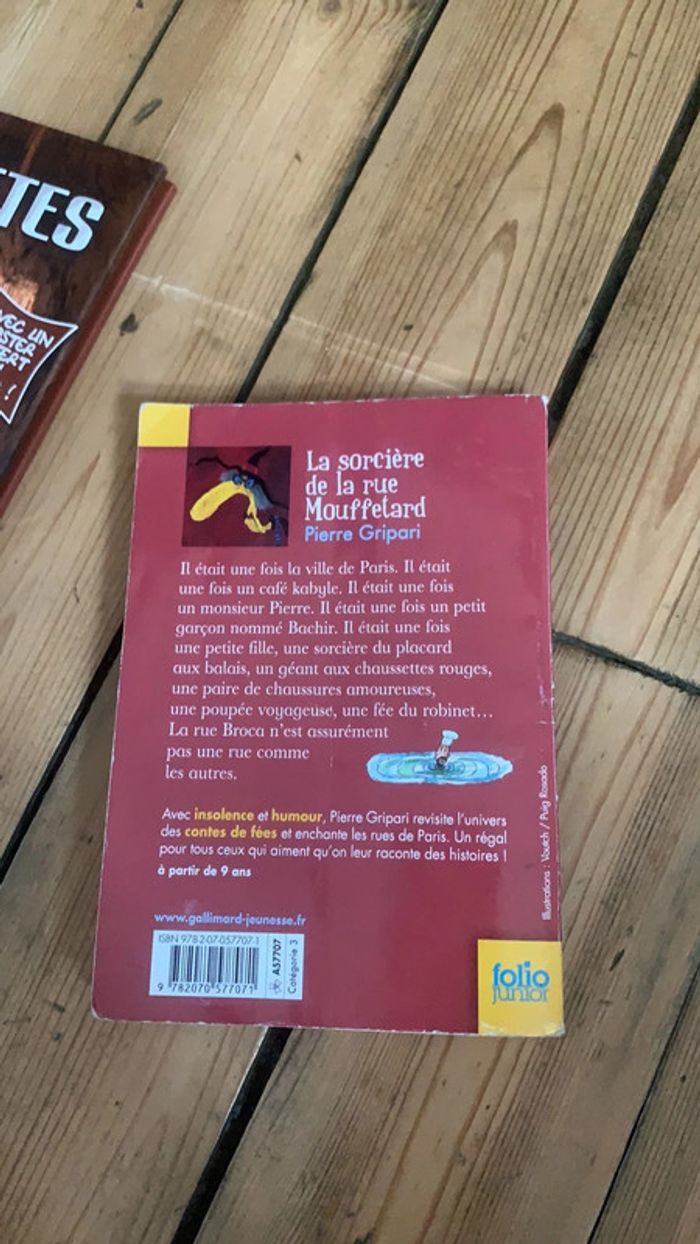 TES
AVEC UN
POSTER
!
La sorcière
de la rue
Mouffetard
Pierre Gripari
Il était une fois la ville de Paris. Il était
une fois un café kabyle. Il était une fois
un monsieur Pierre. Il était une fois un petit
garçon nommé Bachir. Il était une fois
une petite fille, une sorcière du placard
aux balais, un géant aux chaussettes rouges,
une paire de chaussures amoureuses,
une poupée voyageuse, une fée du robinet...
La rue Broca n'est assurément
pas une rue comme
les autres.
Avec insolence et humour, Pierre Gripari revisite l'univers
des contes de fées et enchante les rues de Paris. Un régal
pour tous ceux qui aiment qu'on leur raconte des histoires !
à partir de 9 ans
Illustrations : Voutch / Puig Rosado
www.gallimard-jeunesse.fr
ISBN 978-2-07-057707-1
9 782070 577071
A57707
Catégorie 3
folio
junior